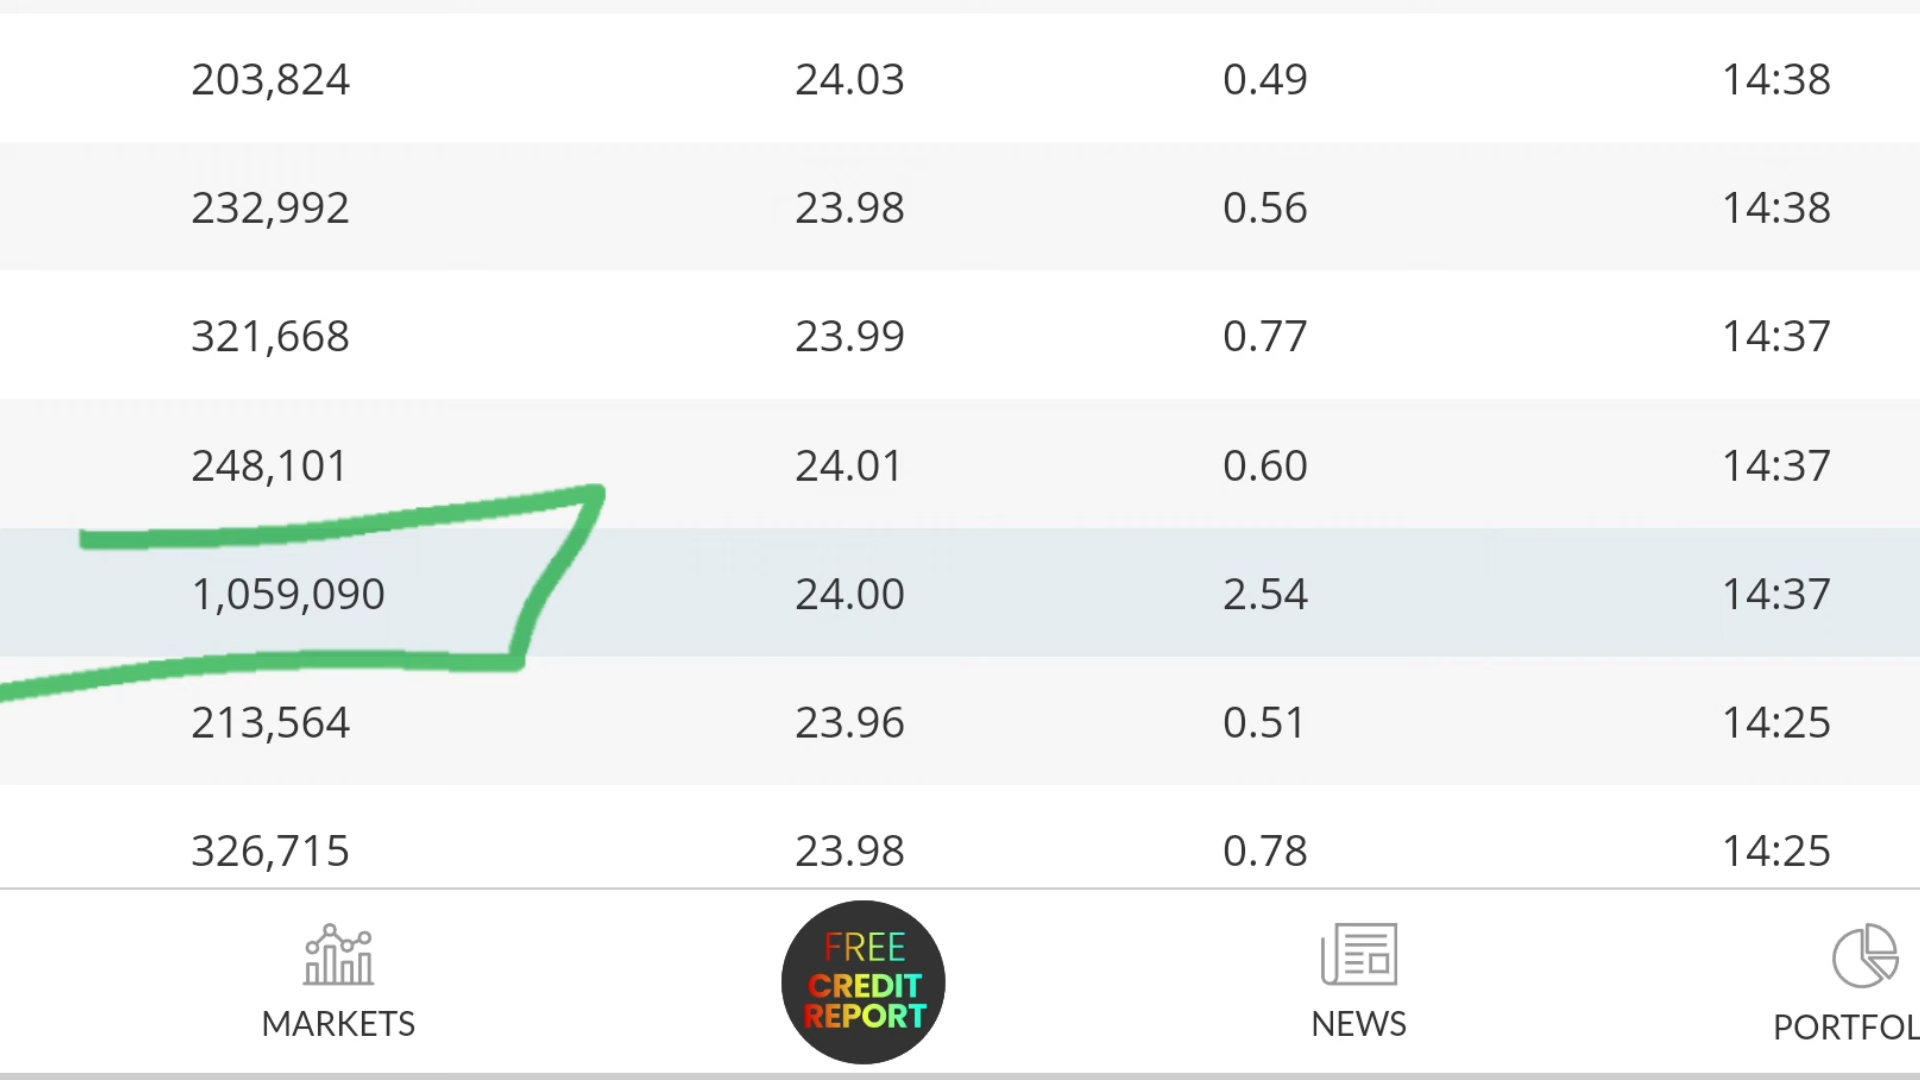 203,824 24.03 0.49 14:38
232,992 23.98 0.56 14:38
321,668 23.99 0.77 14:37
248,101 24.01 0.60 14:37
1,059,090 24.00 2.54 14:37
213,564 23.96 0.51 14:25
326,715 23.98 0.78 14:25
FREE
CREDIT
REPORT
MARKETS NEWS PORTFOL